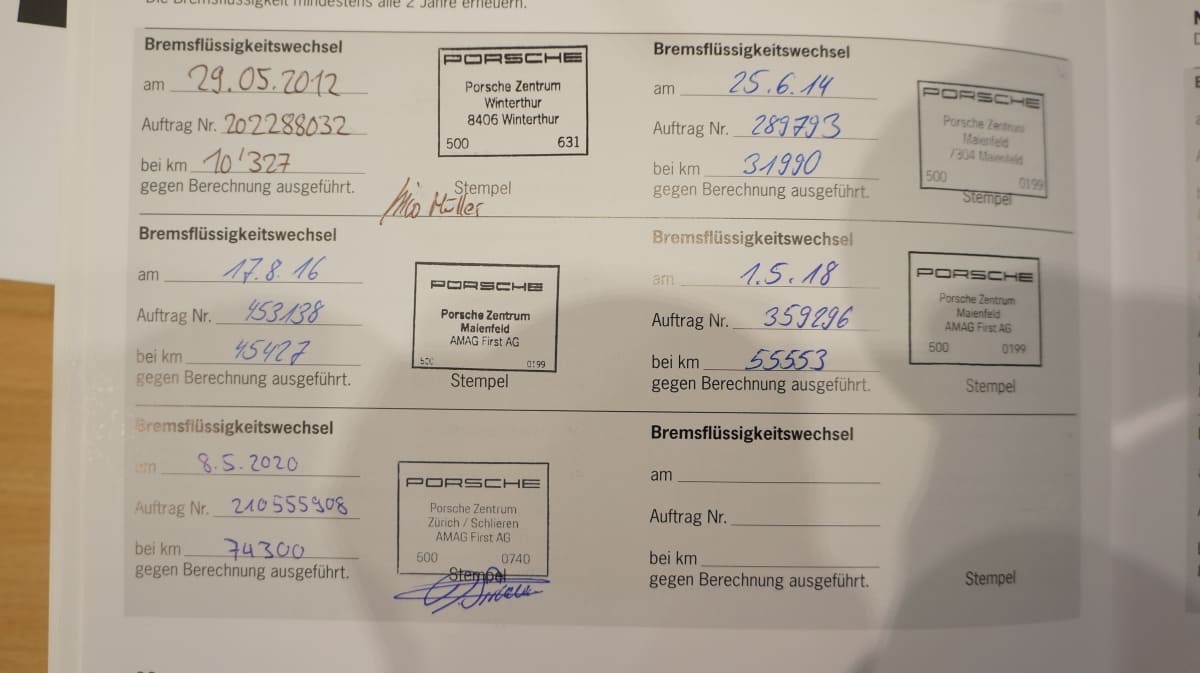 Die Bremsflüssigkeit mindestens alle 2 Jahre erneuern.
Bremsflüssigkeitswechsel
am 29.05.2012
Auftrag Nr. 202288032
bei km 10'327
gegen Berechnung ausgeführt.
PORSCHE
Porsche Zentrum
Winterthur
8406 Winterthur
500 631
Stempel
Nico Müller
Bremsflüssigkeitswechsel
am 25.6.14
Auftrag Nr. 289793
bei km 31990
gegen Berechnung ausgeführt.
PORSCHE
Porsche Zentrum
Maienfeld
7304 Maienfeld
500 0199
Stempel
Bremsflüssigkeitswechsel
am 17.8.16
Auftrag Nr. 453138
bei km 45427
gegen Berechnung ausgeführt.
PORSCHE
Porsche Zentrum
Maienfeld
AMAG First AG
500 0199
Stempel
Bremsflüssigkeitswechsel
am 1.5.18
Auftrag Nr. 359296
bei km 55553
gegen Berechnung ausgeführt.
PORSCHE
Porsche Zentrum
Maienfeld
AMAG First AG
500 0199
Stempel
Bremsflüssigkeitswechsel
am 8.5.2020
Auftrag Nr. 210555908
bei km 74300
gegen Berechnung ausgeführt.
PORSCHE
Porsche Zentrum
Zürich / Schlieren
AMAG First AG
500 0740
Stempel
Bremsflüssigkeitswechsel
am
Auftrag Nr.
bei km
gegen Berechnung ausgeführt.
Stempel